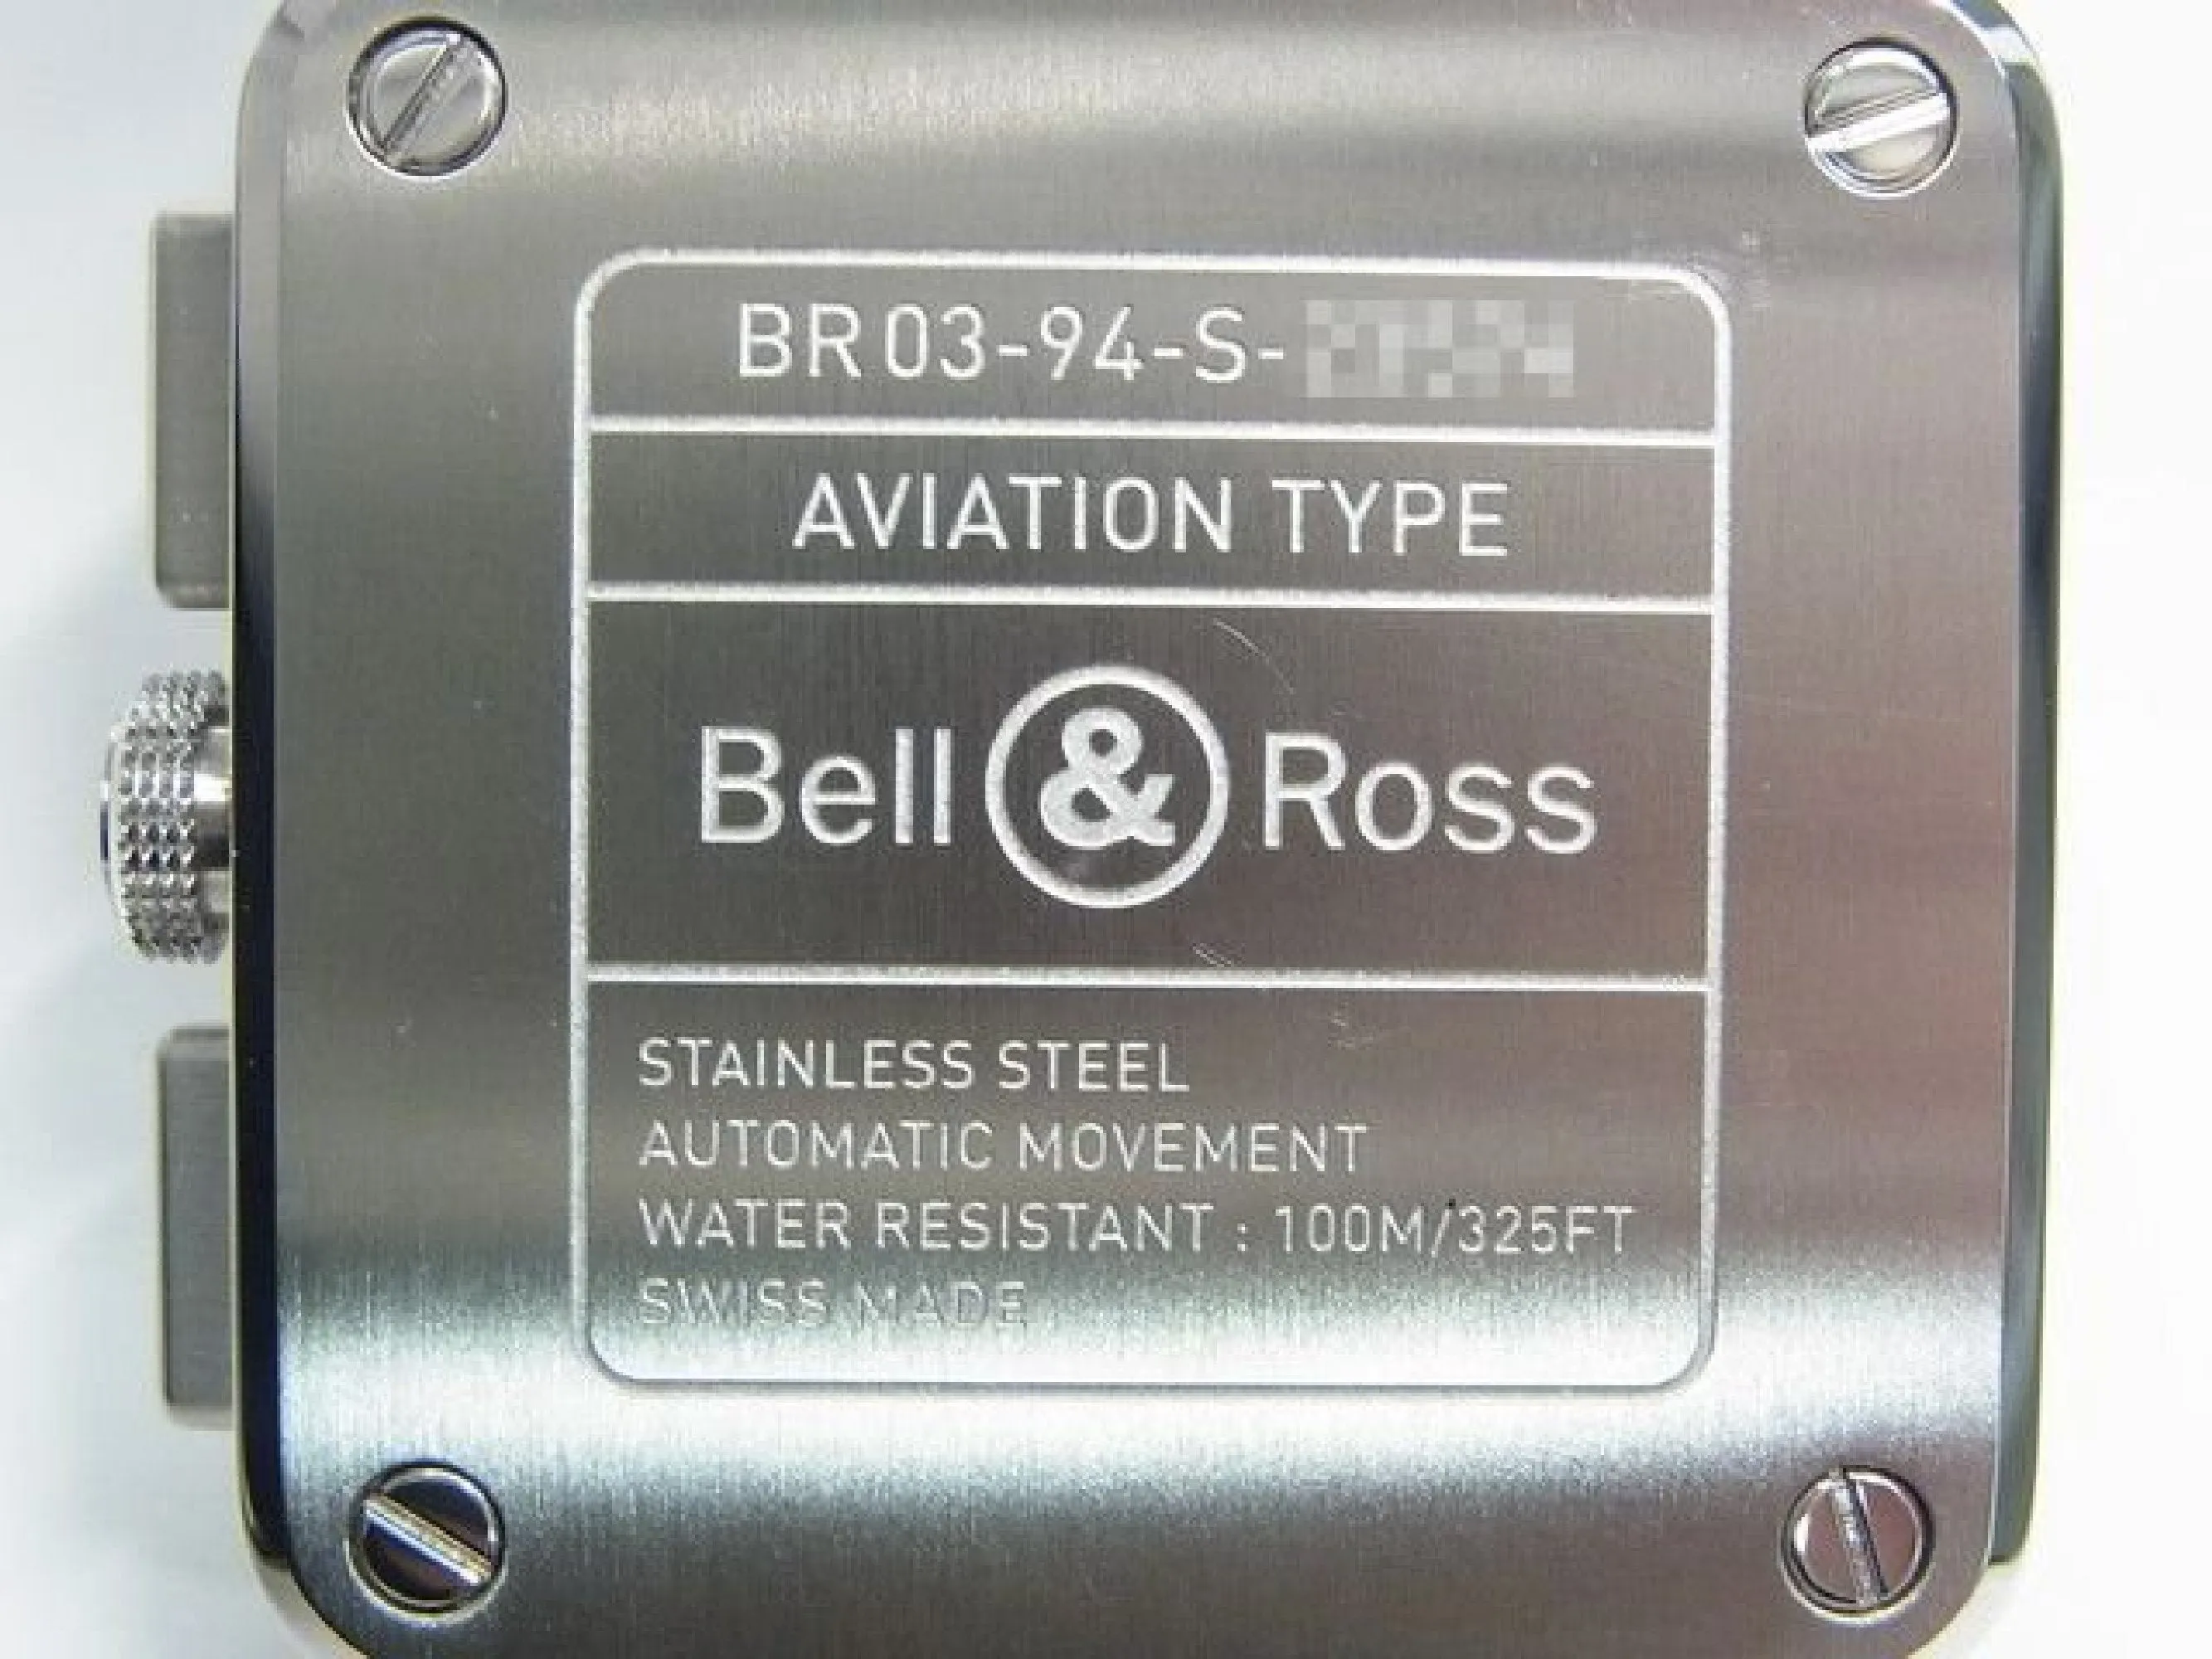 BR03-94-S-
AVIATION TYPE
Bell & Ross
STAINLESS STEEL
AUTOMATIC MOVEMENT
WATER RESISTANT : 100M/325FT
SWISS MADE